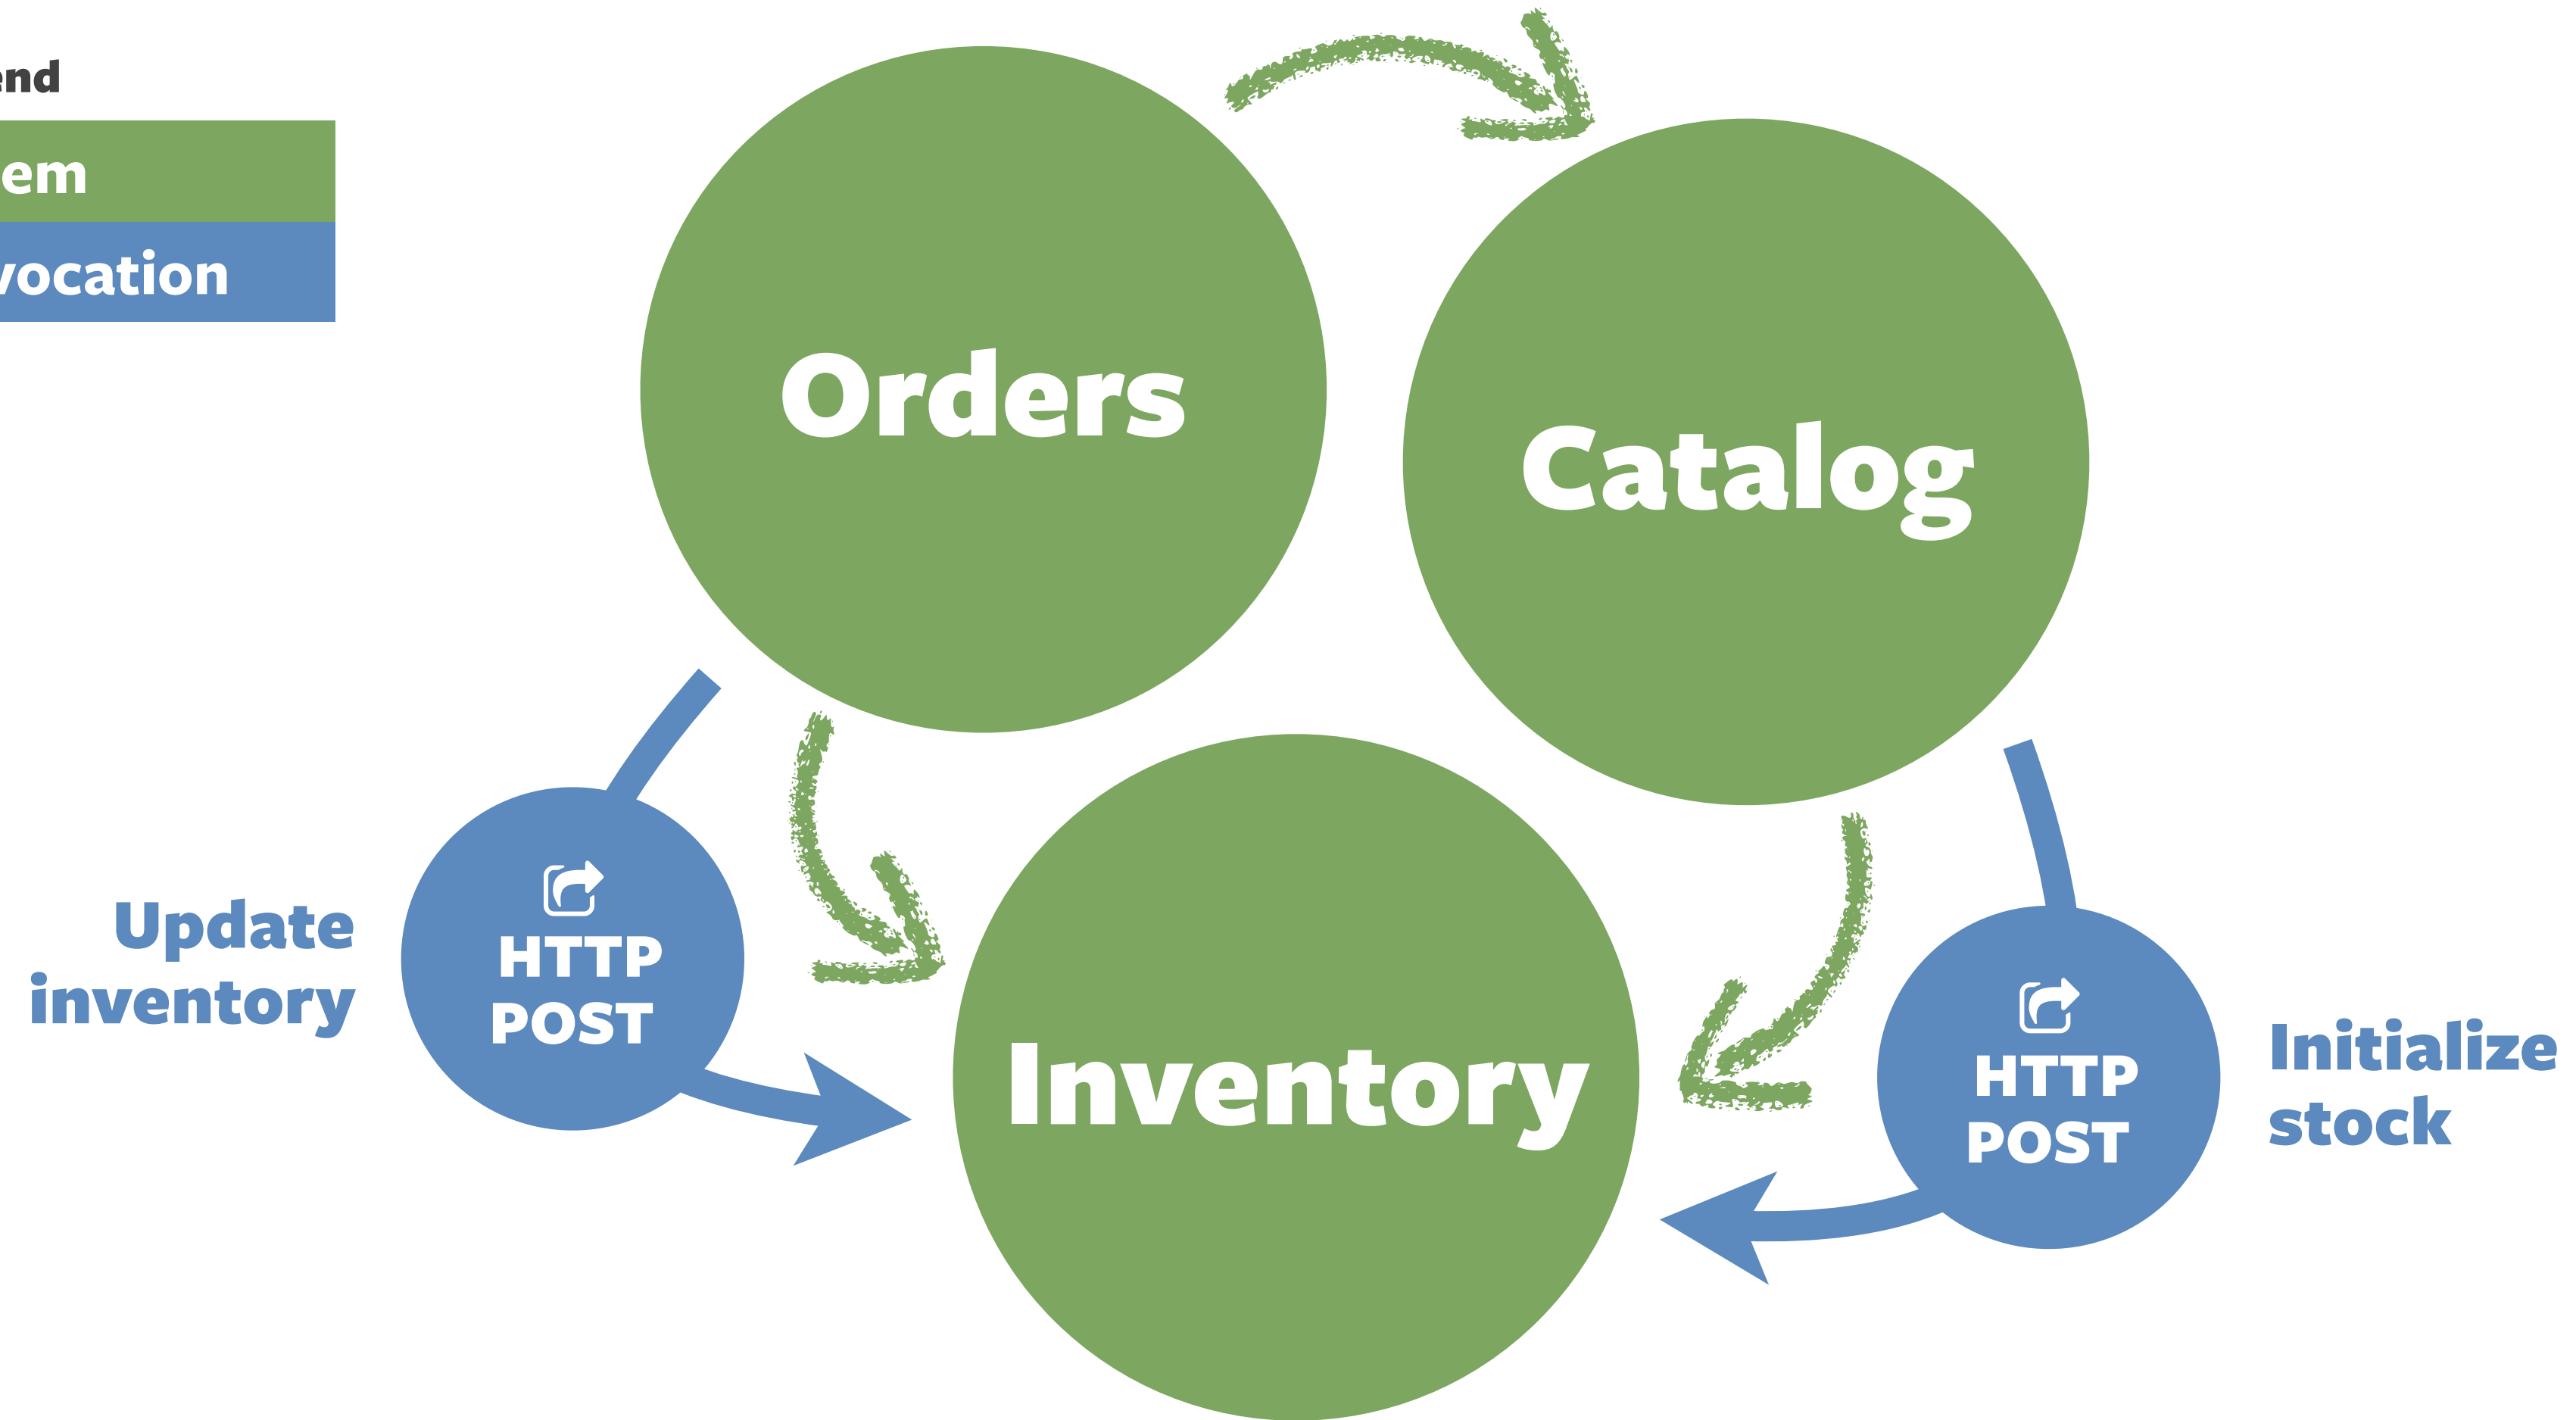 end
em
vocation
Orders
Catalog
Update
inventory
HTTP
POST
Inventory
HTTP
POST
Initialize
stock